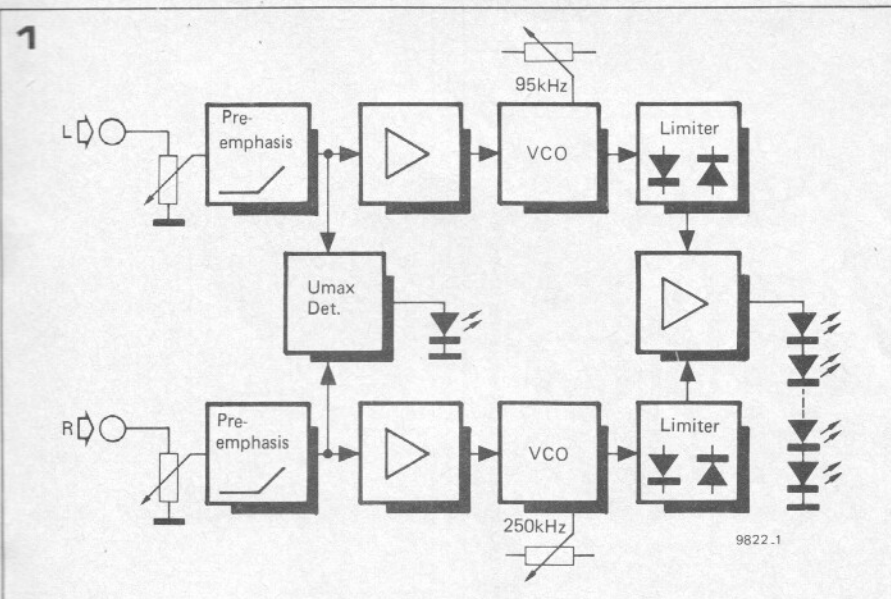 1
95kHz
L
Pre-
emphasis
VCO
Limiter
Umax
Det.
R
Pre-
emphasis
VCO
Limiter
250kHz
9822-1